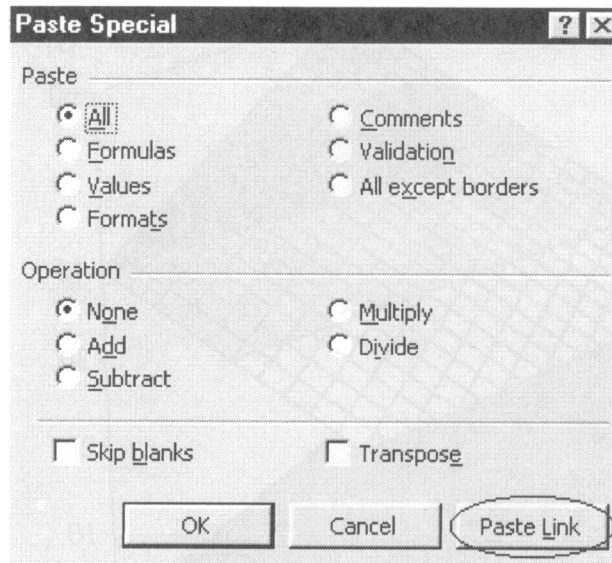 Paste Special
Paste
All
Comments
Formulas
Validation
Values
All except borders
Formats
Operation
None
Multiply
Add
Divide
Subtract
Skip blanks
Transpose
OK
Cancel
Paste Link